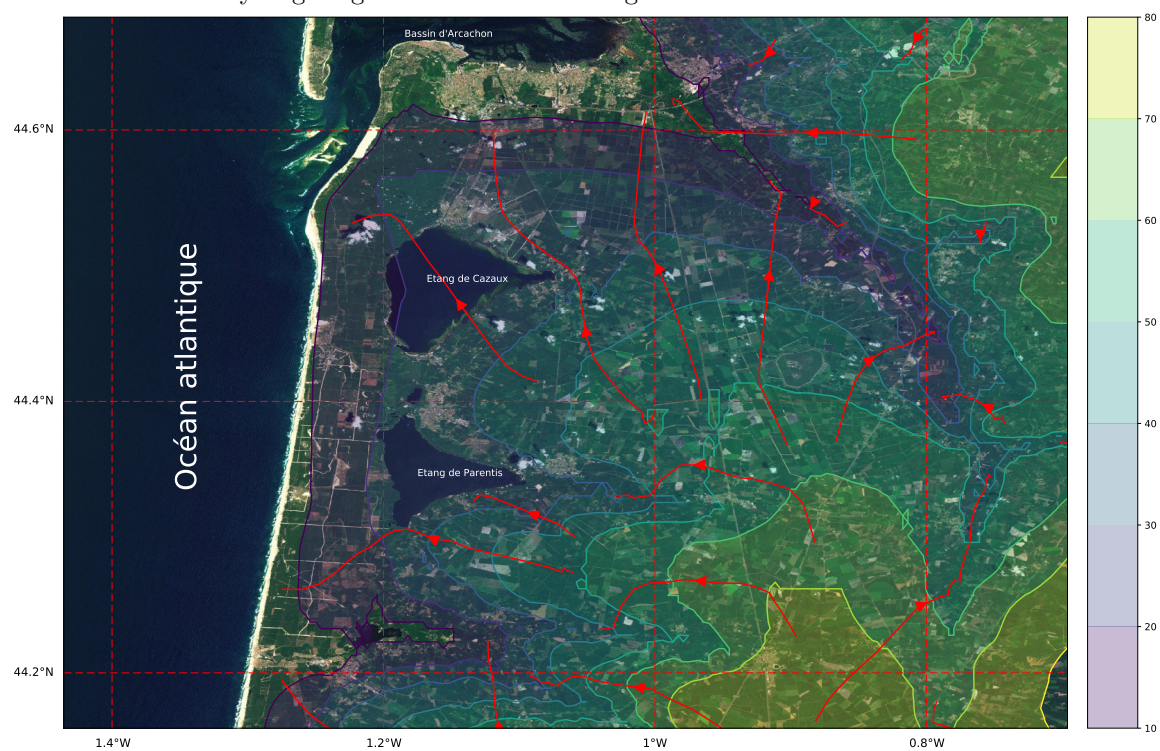 Bassin d'Arcachon
Etang de Cazaux
Etang de Parentis
Océan atlantique
44.6°N
44.4°N
44.2°N
1.4°W
1.2°W
1°W
0.8°W
80
70
60
50
40
30
20
10